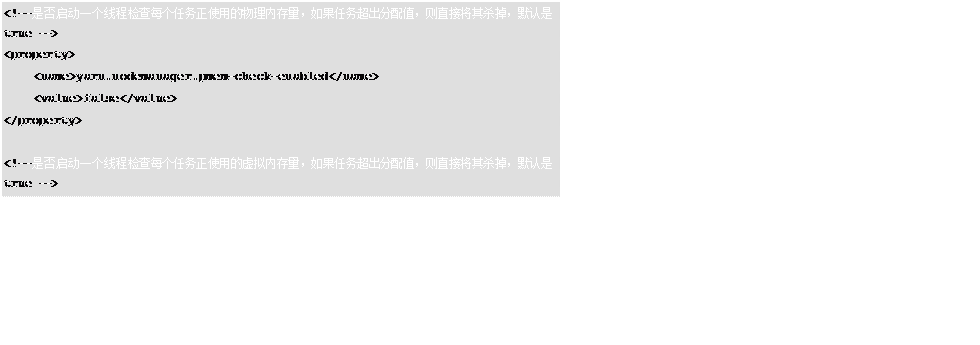 <!--是否启动一个线程检查每个任务正使用的物理内存量，如果任务超出分配值，则直接将其杀掉，默认是
true -->
<property>
<name>yarn.nodemanager.pmem-check-enabled</name>
<value>false</value>
</property>
<!--是否启动一个线程检查每个任务正使用的虚拟内存量，如果任务超出分配值，则直接将其杀掉，默认是
true -->